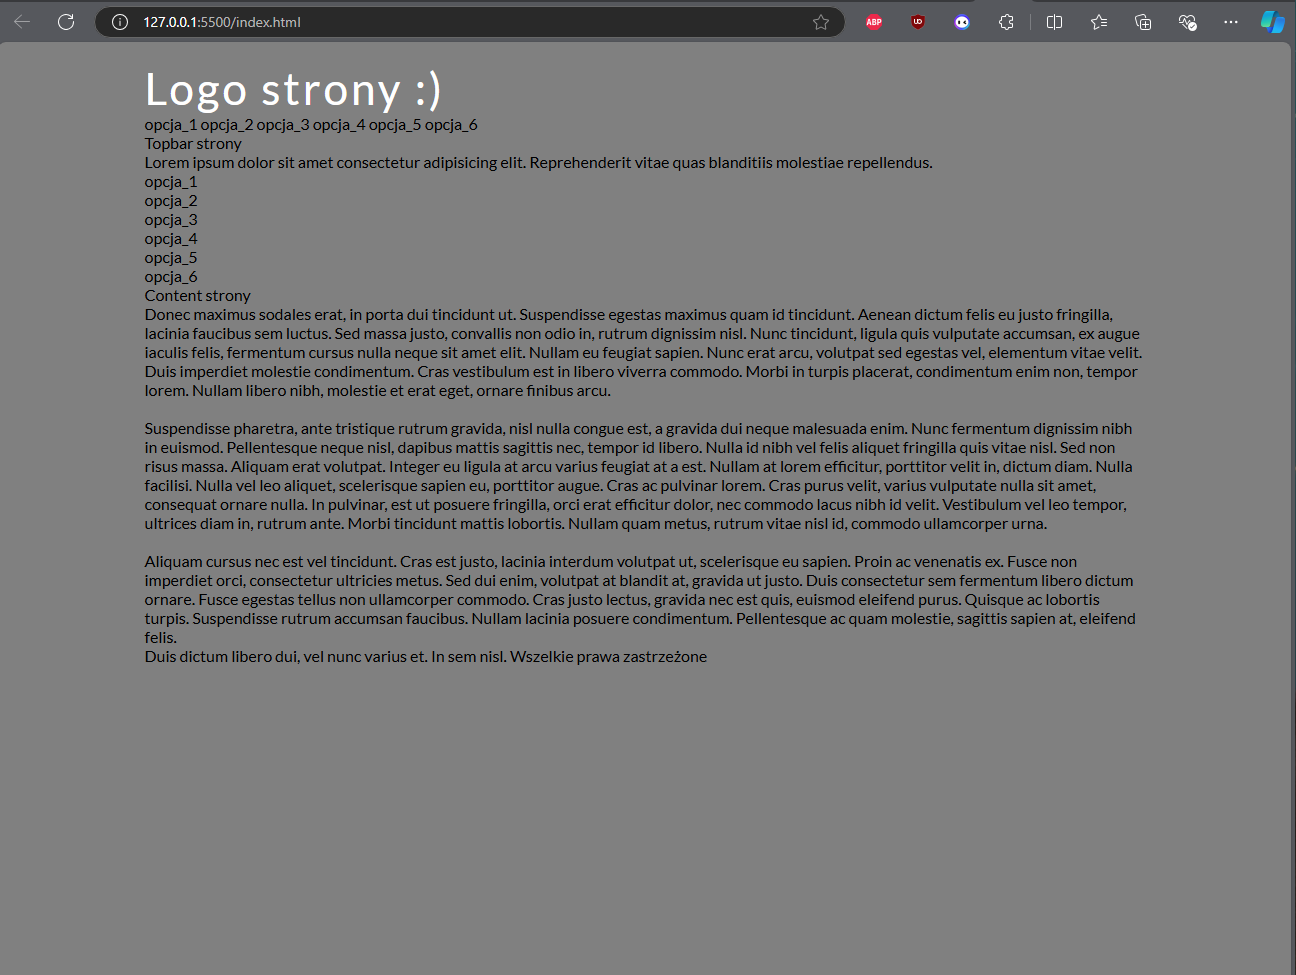 127.0.0.1:5500/index.html
ABP
UD
Logo strony :)
opcja_1 opcja_2 opcja_3 opcja_4 opcja_5 opcja_6
Topbar strony
Lorem ipsum dolor sit amet consectetur adipisicing elit. Reprehenderit vitae quas blanditiis molestiae repellendus.
opcja_1
opcja_2
opcja_3
opcja_4
opcja_5
opcja_6
Content strony
Donec maximus sodales erat, in porta dui tincidunt ut. Suspendisse egestas maximus quam id tincidunt. Aenean dictum felis eu justo fringilla,
lacinia faucibus sem luctus. Sed massa justo, convallis non odio in, rutrum dignissim nisl. Nunc tincidunt, ligula quis vulputate accumsan, ex augue
iaculis felis, fermentum cursus nulla neque sit amet elit. Nullam eu feugiat sapien. Nunc erat arcu, volutpat sed egestas vel, elementum vitae velit.
Duis imperdiet molestie condimentum. Cras vestibulum est in libero viverra commodo. Morbi in turpis placerat, condimentum enim non, tempor
lorem. Nullam libero nibh, molestie et erat eget, ornare finibus arcu.
Suspendisse pharetra, ante tristique rutrum gravida, nisl nulla congue est, a gravida dui neque malesuada enim. Nunc fermentum dignissim nibh
in euismod. Pellentesque neque nisl, dapibus mattis sagittis nec, tempor id libero. Nulla id nibh vel felis aliquet fringilla quis vitae nisl. Sed non
risus massa. Aliquam erat volutpat. Integer eu ligula at arcu varius feugiat at a est. Nullam at lorem efficitur, porttitor velit in, dictum diam. Nulla
facilisi. Nulla vel leo aliquet, scelerisque sapien eu, porttitor augue. Cras ac pulvinar lorem. Cras purus velit, varius vulputate nulla sit amet,
consequat ornare nulla. In pulvinar, est ut posuere fringilla, orci erat efficitur dolor, nec commodo lacus nibh id velit. Vestibulum vel leo tempor,
ultrices diam in, rutrum ante. Morbi tincidunt mattis lobortis. Nullam quam metus, rutrum vitae nisl id, commodo ullamcorper urna.
Aliquam cursus nec est vel tincidunt. Cras est justo, lacinia interdum volutpat ut, scelerisque eu sapien. Proin ac venenatis ex. Fusce non
imperdiet orci, consectetur ultricies metus. Sed dui enim, volutpat at blandit at, gravida ut justo. Duis consectetur sem fermentum libero dictum
ornare. Fusce egestas tellus non ullamcorper commodo. Cras justo lectus, gravida nec est quis, euismod eleifend purus. Quisque ac lobortis
turpis. Suspendisse rutrum accumsan faucibus. Nullam lacinia posuere condimentum. Pellentesque ac quam molestie, sagittis sapien at, eleifend
felis.
Duis dictum libero dui, vel nunc varius et. In sem nisl. Wszelkie prawa zastrzeżone